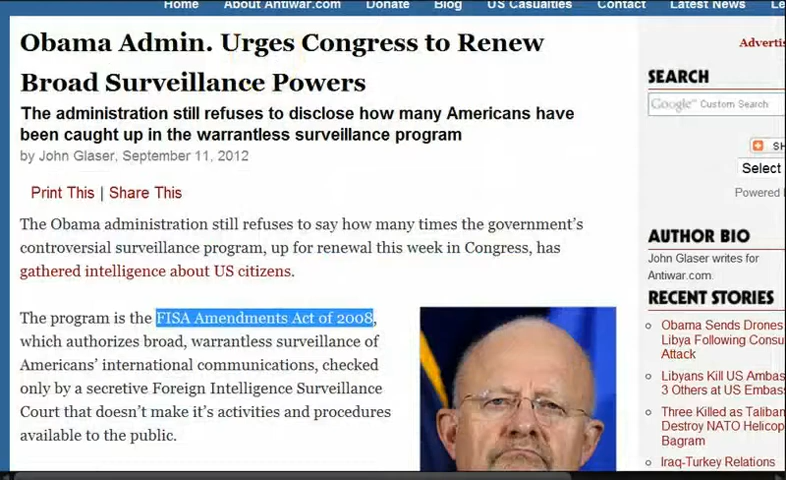 Home About Antiwar.com Donate Blog US Casualties Contact Latest News
Obama Admin. Urges Congress to Renew
Broad Surveillance Powers
The administration still refuses to disclose how many Americans have
been caught up in the warrantless surveillance program
by John Glaser, September 11, 2012
Print This | Share This
The Obama administration still refuses to say how many times the government's
controversial surveillance program, up for renewal this week in Congress, has
gathered intelligence about US citizens.
The program is the FISA Amendments Act of 2008,
which authorizes broad, warrantless surveillance of
Americans' international communications, checked
only by a secretive Foreign Intelligence Surveillance
Court that doesn't make it's activities and procedures
available to the public.
SEARCH
Google Custom Search
Select
Powered
AUTHOR BIO
John Glaser writes for
Antiwar.com.
RECENT STORIES
Obama Sends Drones
Libya Following
Attack
Libyans Kill US
3 Others at US
Three Killed as Taliban
Destroy NATO
Bagram
Iraq-Turkey Relations